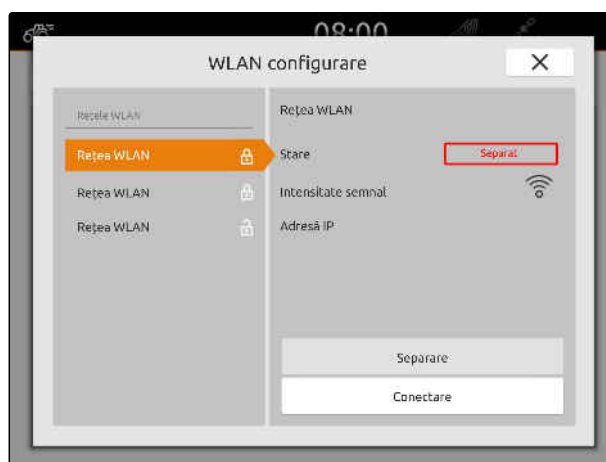 08:00
WLAN configurare
Rețele WLAN
Rețea WLAN
Rețea WLAN
Rețea WLAN
Rețea WLAN
Stare
Separat
Intensitate semnal
Adresă IP
Separare
Conectare